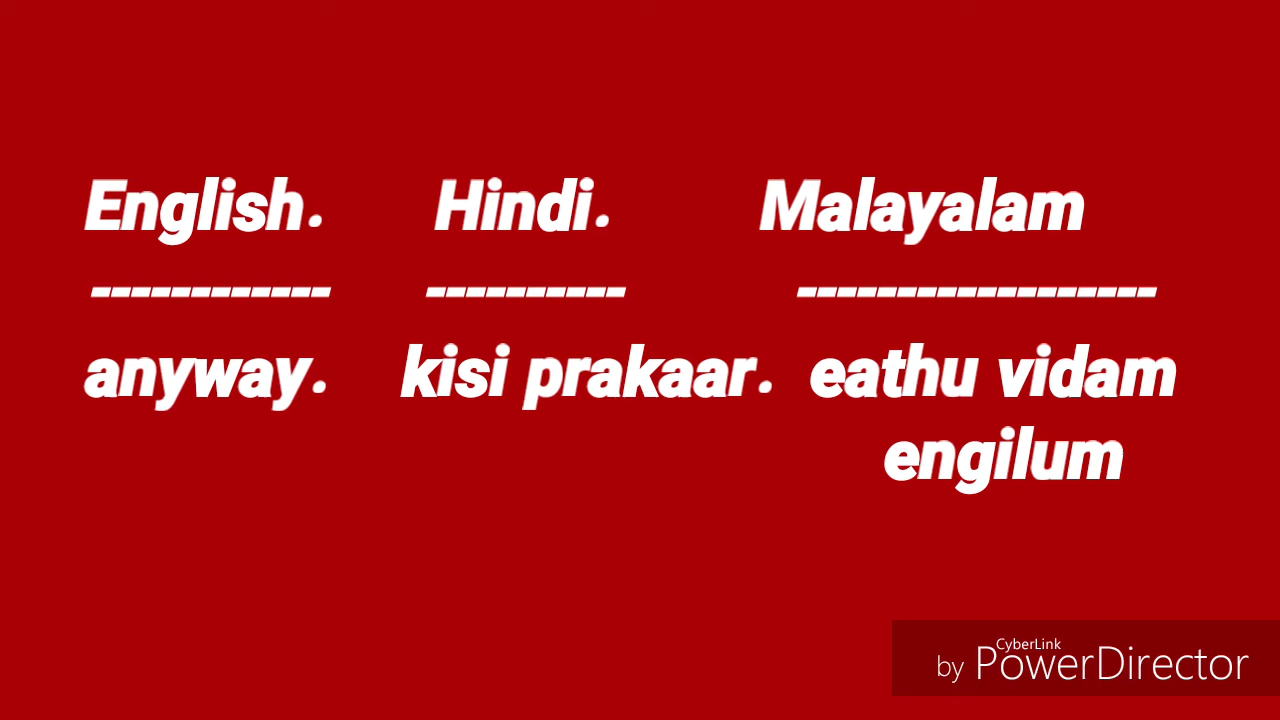 English. Hindi. Malayalam
------------ ---------- ------------------
anyway. kisi prakaar. eathu vidam
engilum
CyberLink
by PowerDirector